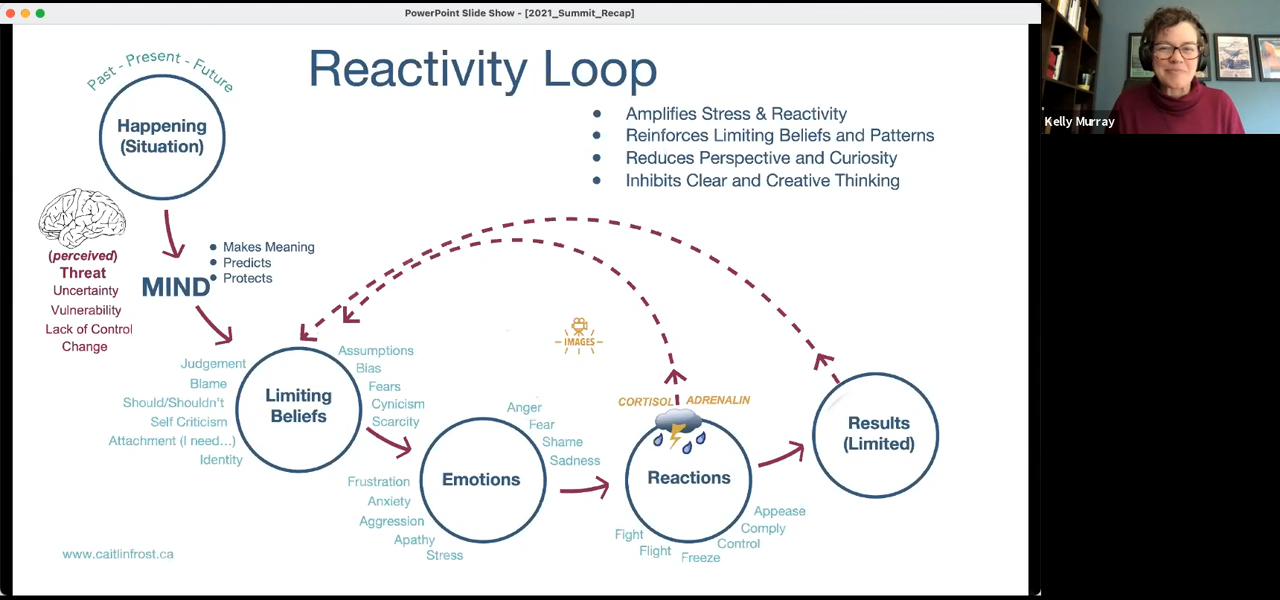 PowerPoint Slide Show - [2021_Summit_Recap]
Past - Present - Future
Reactivity Loop
Happening
(Situation)
• Amplifies Stress & Reactivity
• Reinforces Limiting Beliefs and Patterns
• Reduces Perspective and Curiosity
• Inhibits Clear and Creative Thinking
Kelly Murray
(perceived)
Threat
Uncertainty
Vulnerability
Lack of Control
Change
MIND
• Makes Meaning
• Predicts
• Protects
Judgement
Blame
Should/Shouldn't
Self Criticism
Attachment (I need...)
Identity
Limiting
Beliefs
Assumptions
Bias
Fears
Cynicism
Scarcity
IMAGES
Anger
Fear
Shame
Sadness
Emotions
Frustration
Anxiety
Aggression
Apathy
Stress
CORTISOL
ADRENALIN
Reactions
Fight
Flight
Freeze
Control
Comply
Appease
Results
(Limited)
www.caitlinfrost.ca